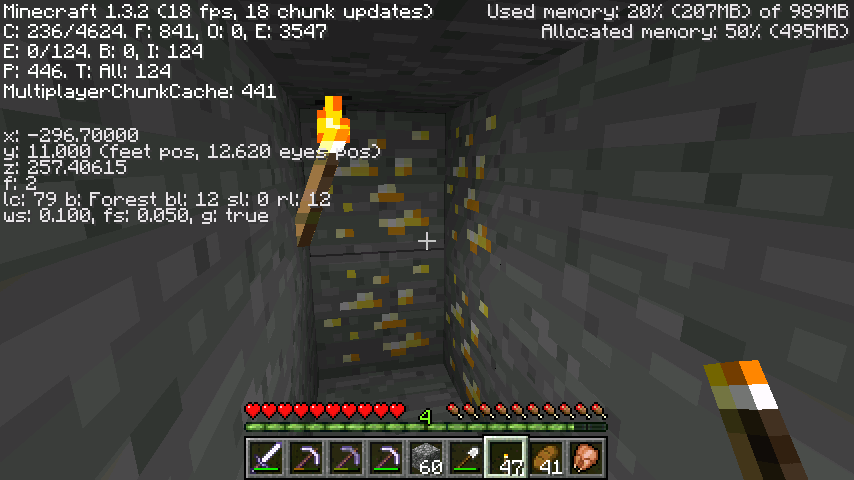 Minecraft 1.3.2 (18 fps, 18 chunk updates)
Used memory: 20% (207MB) of 989MB
C: 236/4624. F: 841, O: 0, E: 3547
Allocated memory: 50% (495MB)
E: 0/124. B: 0, I: 124
P: 446. T: All: 124
MultiplayerChunkCache: 441
x: -296.70000
y: 11.000 (feet pos, 12.620 eyes pos)
z: 257.40615
f: 2
lc: 79 b: Forest bl: 12 sl: 0 rl: 12
ws: 0.100, fs: 0.050, g: true
4
60
47
41